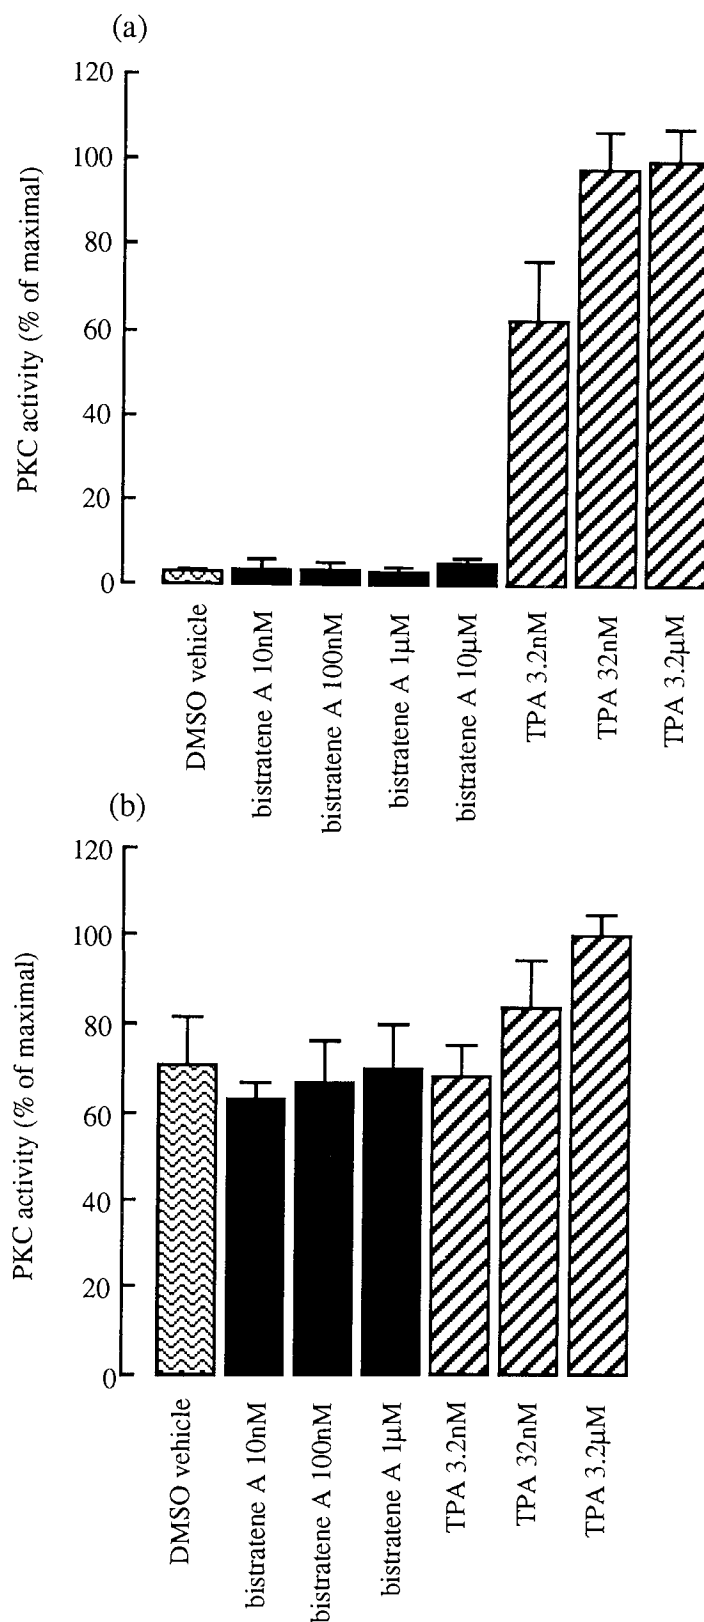 (a)
PKC activity (% of maximal)
120
100
80
60
40
20
0
DMSO vehicle
bistratene A 10nM
bistratene A 100nM
bistratene A 1µM
bistratene A 10µM
TPA 3.2nM
TPA 32nM
TPA 3.2µM
(b)
PKC activity (% of maximal)
120
100
80
60
40
20
0
DMSO vehicle
bistratene A 10nM
bistratene A 100nM
bistratene A 1µM
TPA 3.2nM
TPA 32nM
TPA 3.2µM